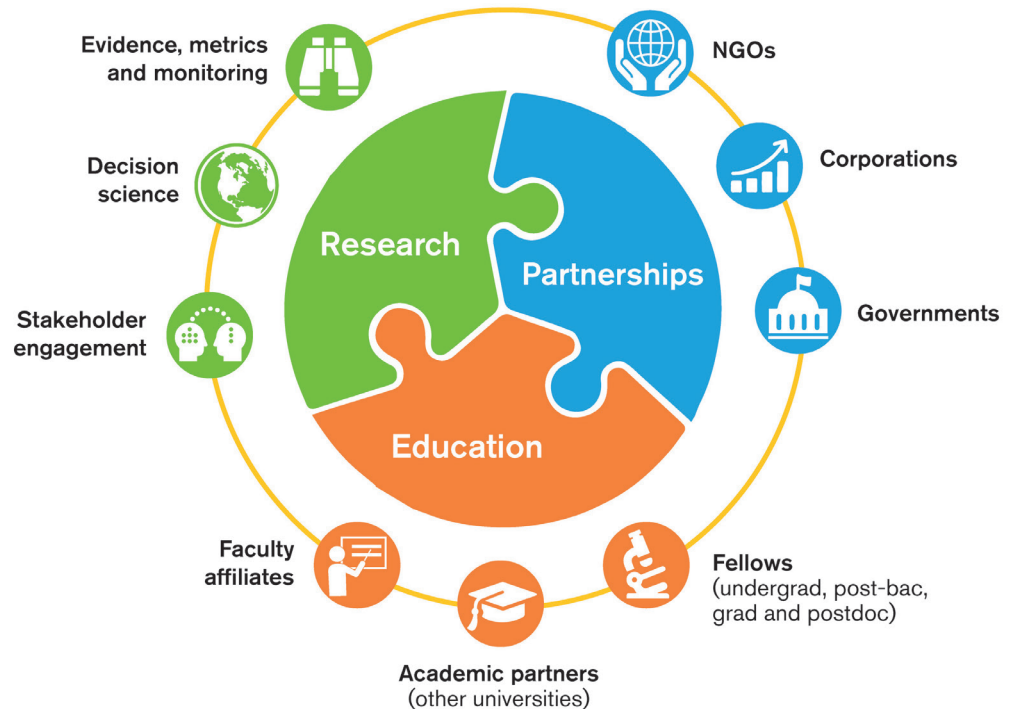 Evidence, metrics
and monitoring
NGOs
Decision
science
Corporations
Research
Partnerships
Stakeholder
engagement
Governments
Education
Faculty
affiliates
Fellows
(undergrad, post-bac,
grad and postdoc)
Academic partners
(other universities)